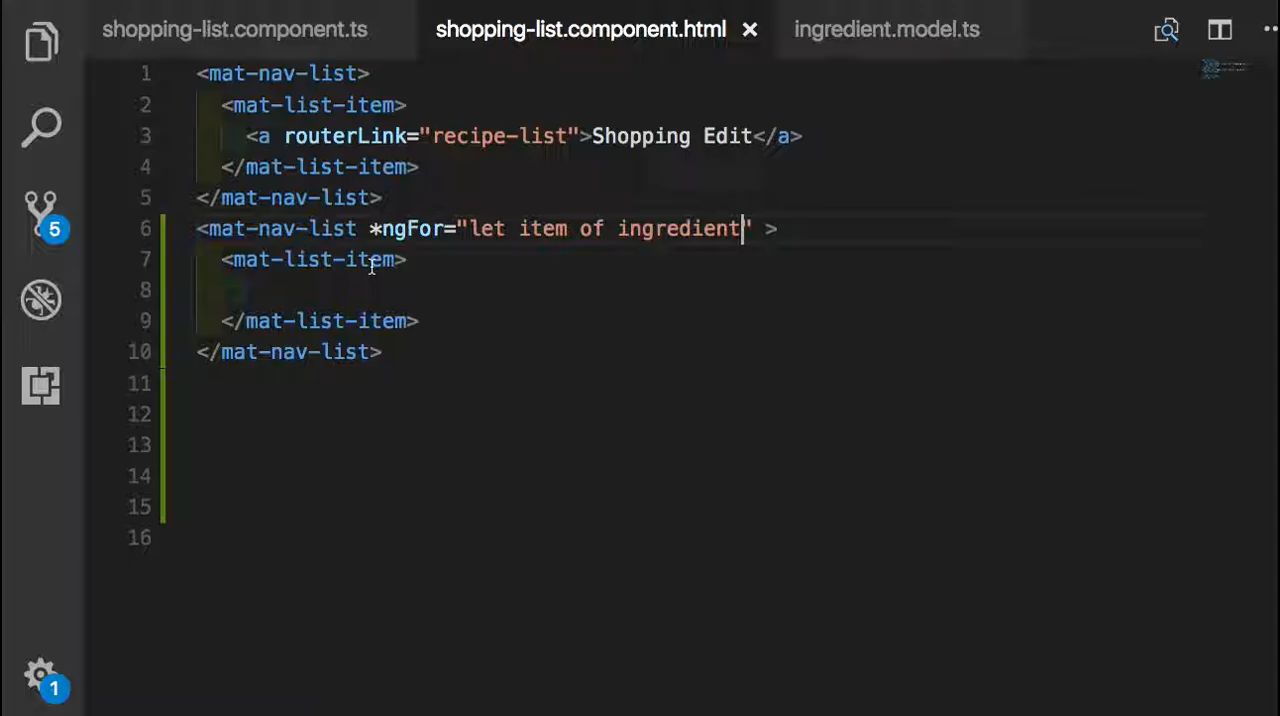 shopping-list.component.ts shopping-list.component.html ingredient.model.ts
1 <mat-nav-list>
2 <mat-list-item>
3 <a routerLink="recipe-list">Shopping Edit</a>
4 </mat-list-item>
5 </mat-nav-list>
6 <mat-nav-list *ngFor="let item of ingredient" >
7 <mat-list-item>
8
9 </mat-list-item>
10 </mat-nav-list>
11
12
13
14
15
16
5
1